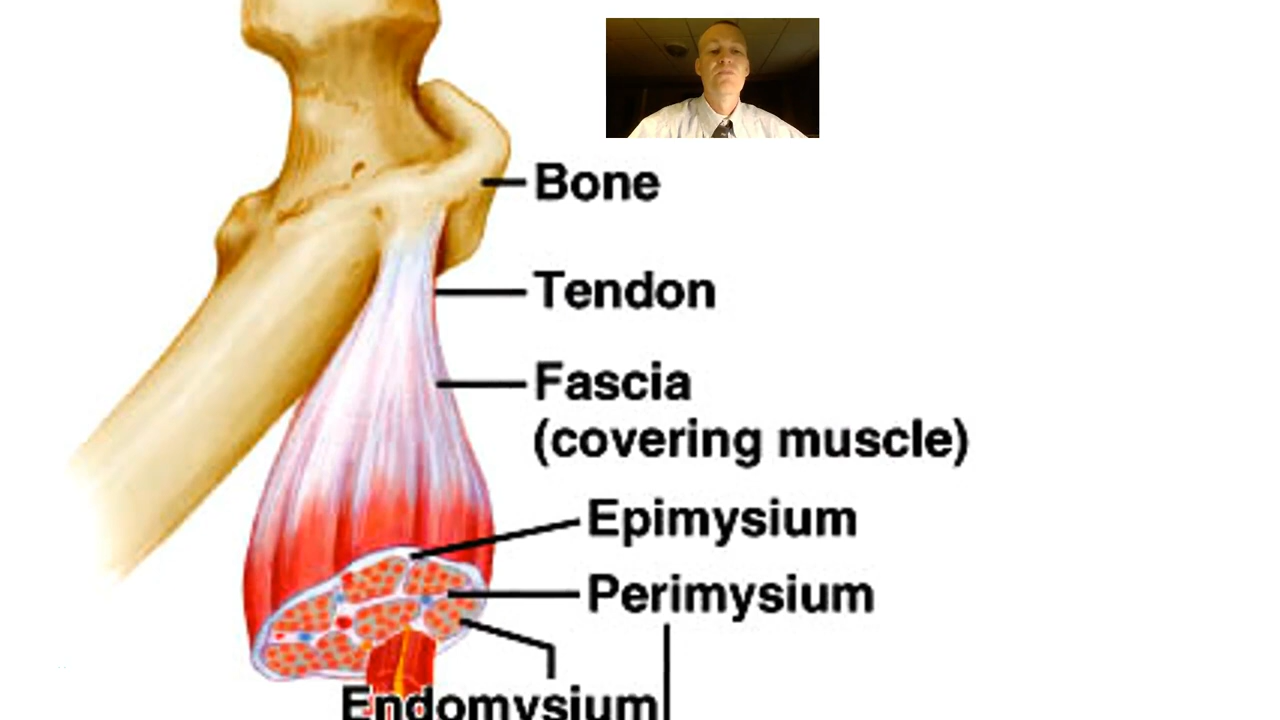 Bone
Tendon
Fascia
(covering muscle)
Epimysium
Perimysium
Endomysium